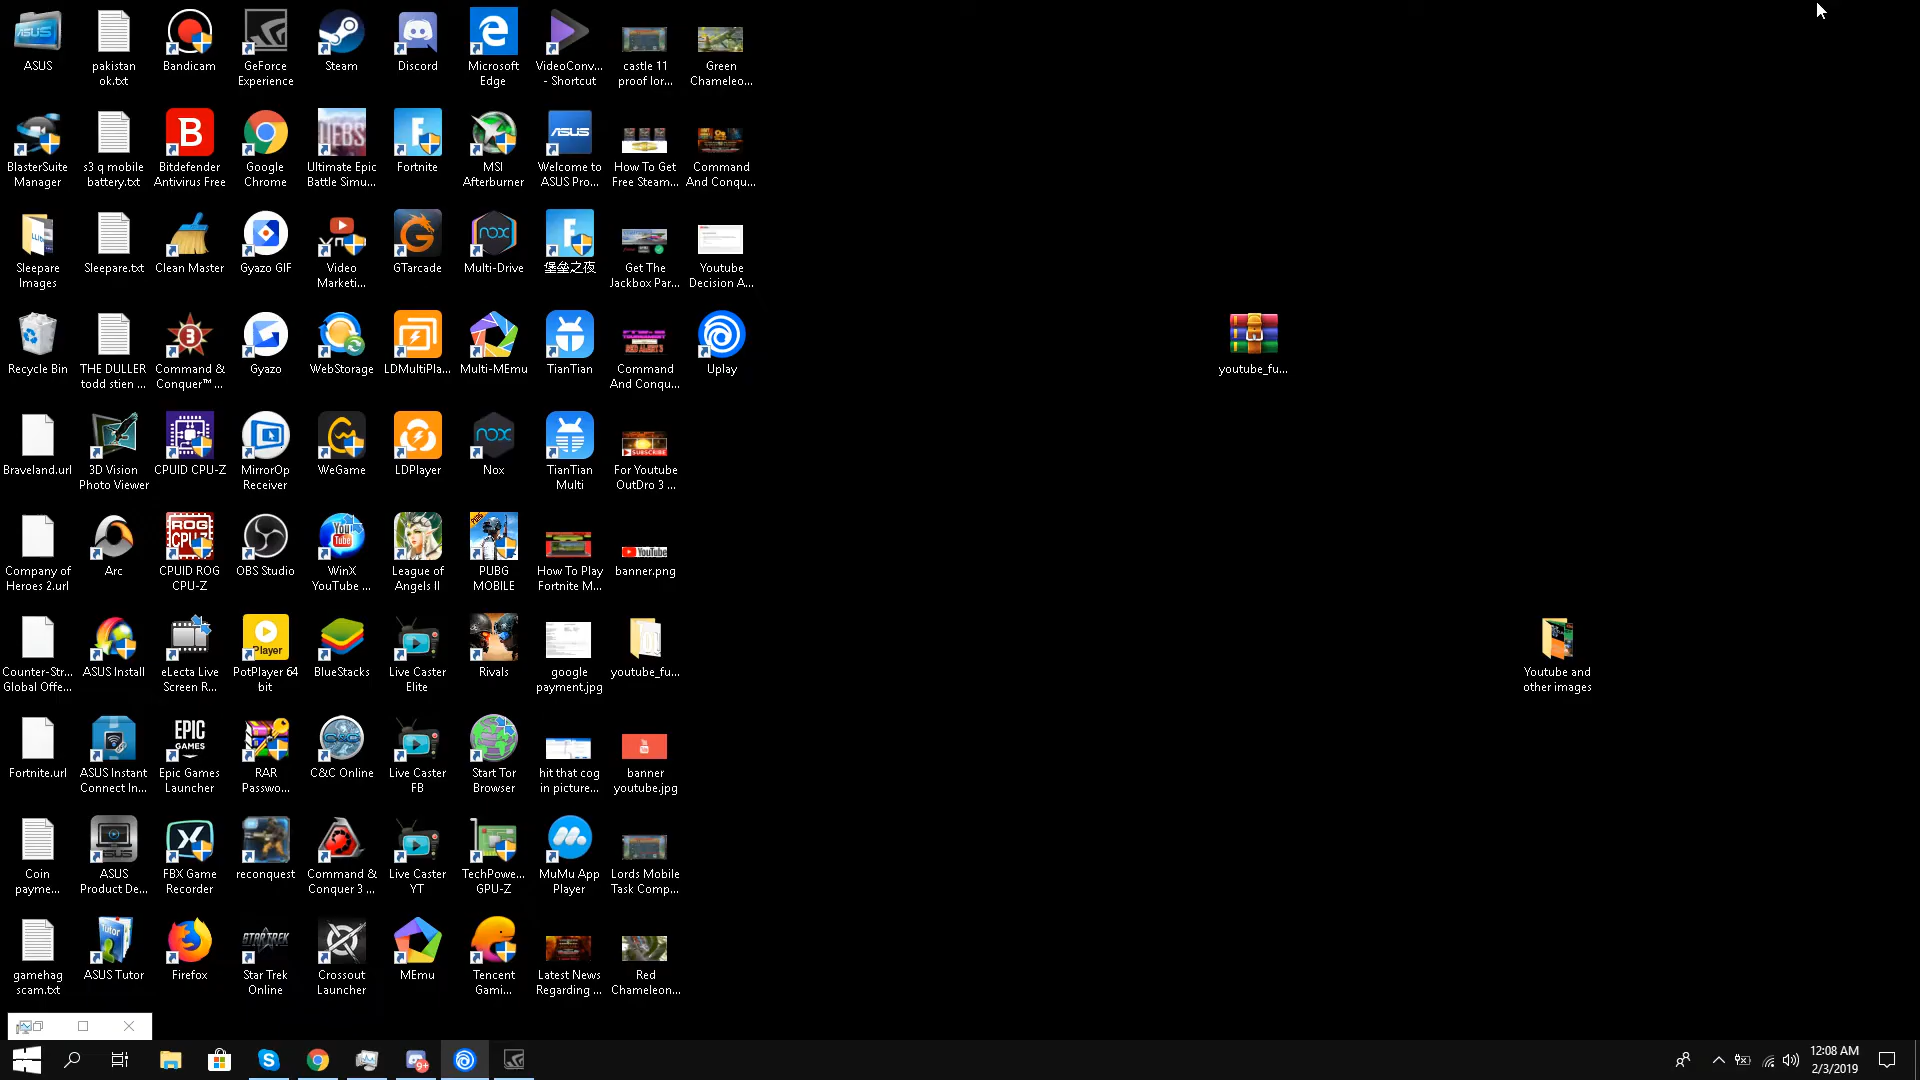 ASUS
pakistan
ok.txt
Bandicam
GeForce
Experience
Steam
Discord
Microsoft
Edge
VideoConv...
- Shortcut
castle 11
proof lor...
Green
Chameleo...
BlasterSuite
Manager
s3 q mobile
battery.txt
Bitdefender
Antivirus Free
Google
Chrome
Ultimate Epic
Battle Simu...
Fortnite
MSI
Afterburner
Welcome to
ASUS Pro...
How To Get
Free Steam...
Command
And Conqu...
Sleepare
Images
Sleepare.txt
Clean Master
Gyazo GIF
Video
Marketi...
GTarcade
Multi-Drive
堡垒之夜
Get The
Jackbox Par...
Youtube
Decision A...
Recycle Bin
THE DULLER
todd stien ...
Command &
Conquer™ ...
Gyazo
WebStorage
LDMultiPla...
Multi-MEmu
TianTian
Command
And Conqu...
Uplay
youtube_fu...
Braveland.url
3D Vision
Photo Viewer
CPUID CPU-Z
MirrorOp
Receiver
WeGame
LDPlayer
Nox
TianTian
Multi
For Youtube
OutDro 3 ...
Company of
Heroes 2.url
Arc
CPUID ROG
CPU-Z
OBS Studio
WinX
YouTube ...
League of
Angels II
PUBG
MOBILE
How To Play
Fortnite M...
banner.png
Counter-Str...
Global Offe...
ASUS Install
eLecta Live
Screen R...
PotPlayer 64
bit
BlueStacks
Live Caster
Elite
Rivals
google
payment.jpg
youtube_fu...
Youtube and
other images
Fortnite.url
ASUS Instant
Connect In...
Epic Games
Launcher
RAR
Passwo...
C&C Online
Live Caster
FB
Start Tor
Browser
hit that cog
in picture...
banner
youtube.jpg
Coin
payme...
ASUS
Product De...
FBX Game
Recorder
reconquest
Command &
Conquer 3 ...
Live Caster
YT
TechPowe...
GPU-Z
MuMu App
Player
Lords Mobile
Task Comp...
gamehag
scam.txt
ASUS Tutor
Firefox
Star Trek
Online
Crossout
Launcher
MEmu
Tencent
Gami...
Latest News
Regarding ...
Red
Chameleon...
12:08 AM
2/3/2019